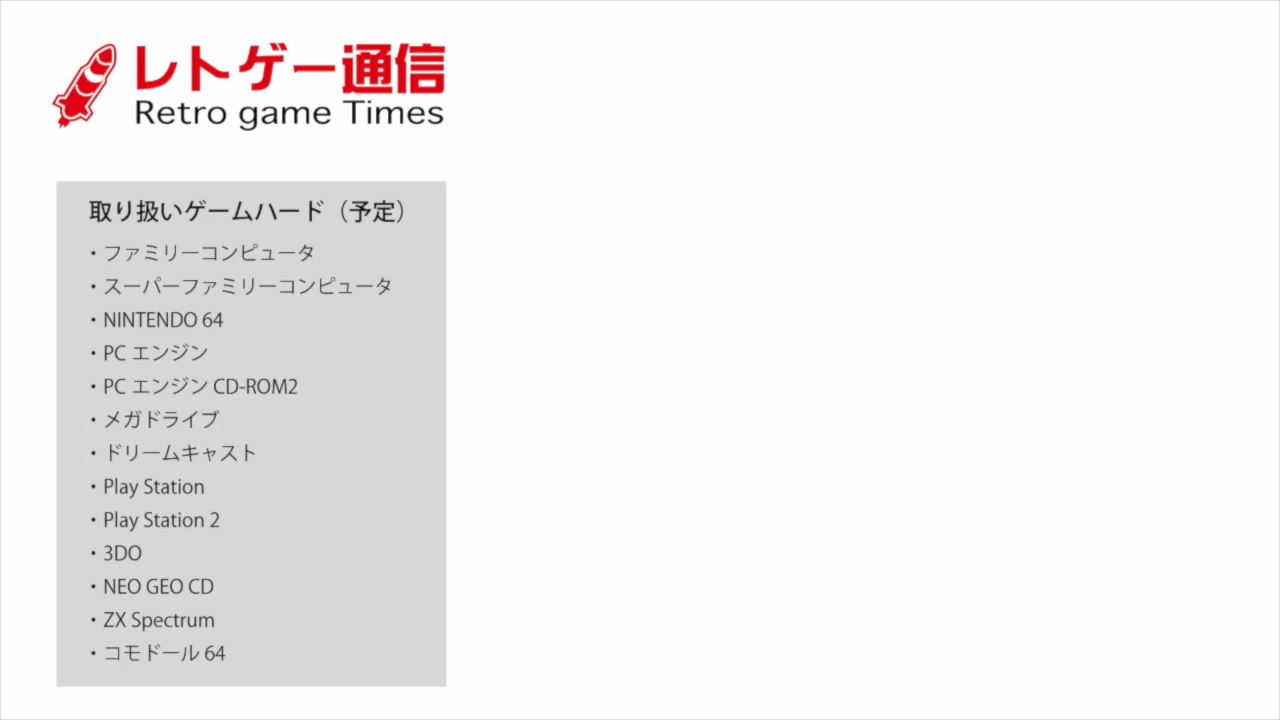 レトゲー通信
Retro game Times
取り扱いゲームハード（予定）
・ファミリーコンピュータ
・スーパーファミリーコンピュータ
・NINTENDO 64
・PC エンジン
・PC エンジン CD-ROM2
・メガドライブ
・ドリームキャスト
・Play Station
・Play Station 2
・3DO
・NEO GEO CD
・ZX Spectrum
・コモドール 64